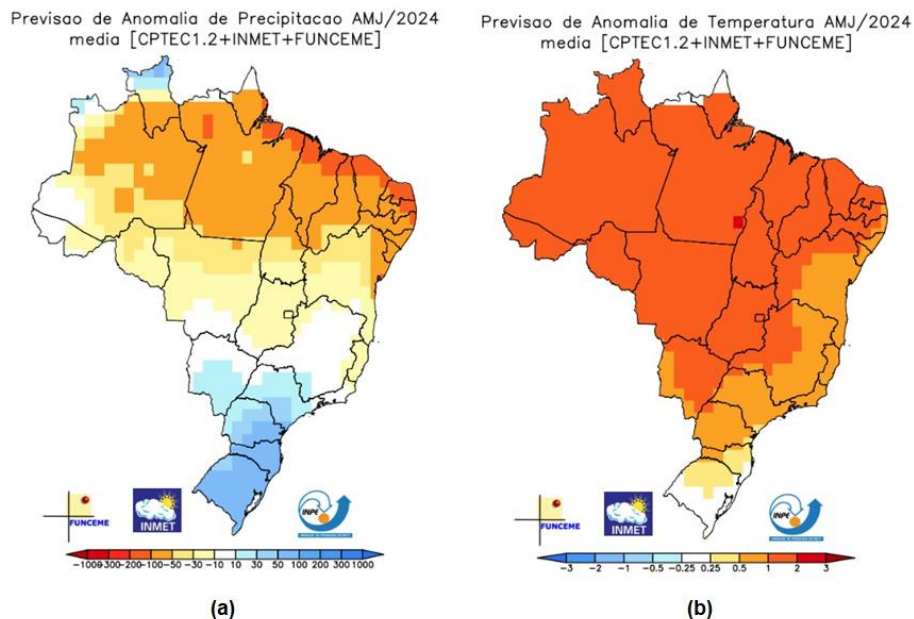 Previsao de Anomalia de Precipitacao AMJ/2024
media [CPTEC1.2+INMET+FUNCEME]
FUNCEME
INMET
INPE
-1000 -300 -200 -100 -50 -30 -10 10 30 50 100 200 300 1000
(a)
Previsao de Anomalia de Temperatura AMJ/2024
media [CPTEC1.2+INMET+FUNCEME]
FUNCEME
INMET
INPE
-3 -2 -1 -0.5 -0.25 0.25 0.5 1 2 3
(b)